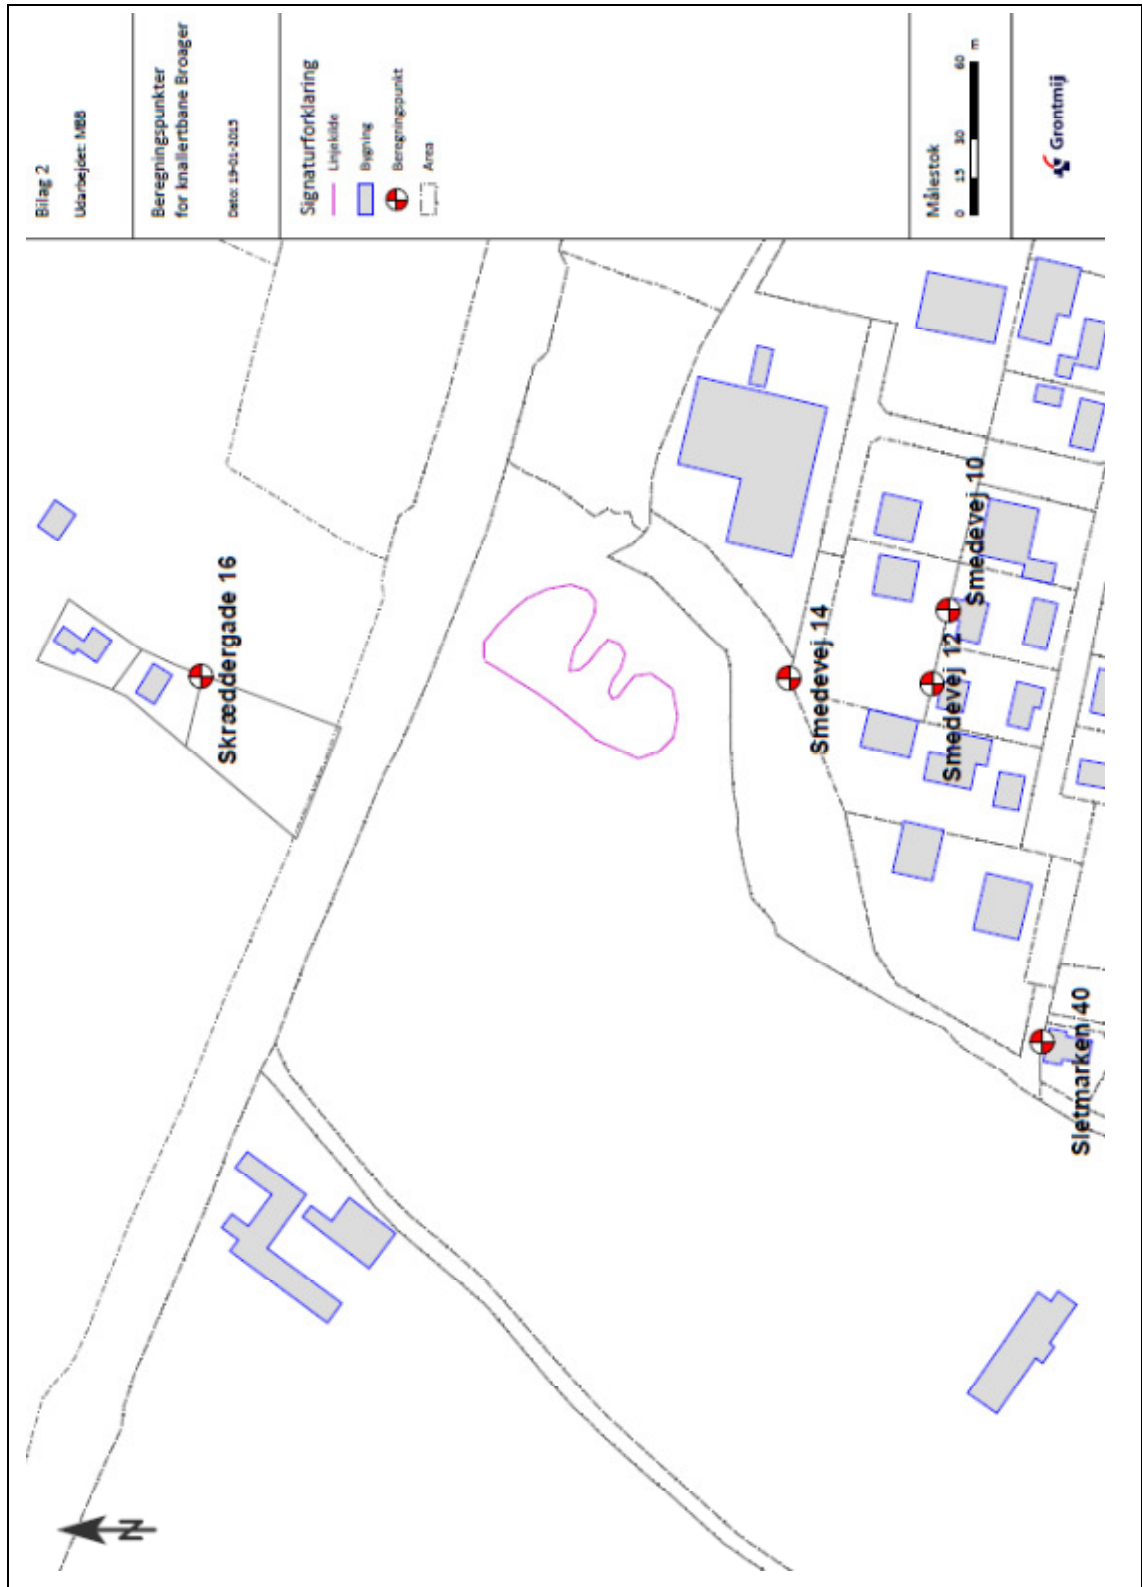 Bilag 2
Udarbejdet: MBB
Beregningspunkter
for knallertbane Broager
Dato: 19-01-2015
Signaturforklaring
Linjekilde
Bygning
Beregningspunkt
Area
Målestok
0 15 30 60
m
Grontmij
Skræddergade 16
Smedevej 14
Smedevej 10
Smedevej 12
Sletmarken 40
N